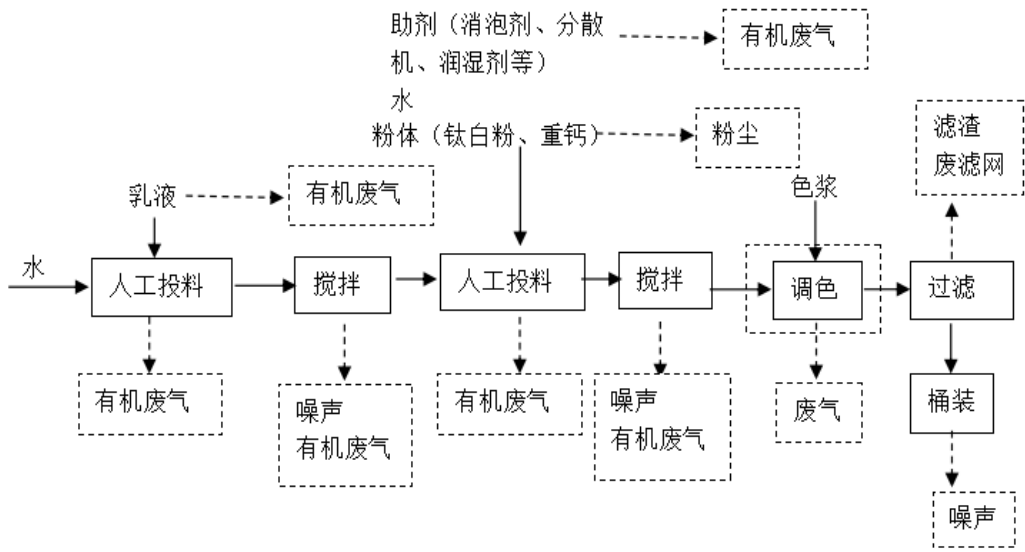 助剂（消泡剂、分散
机、润湿剂等）
有机废气
水
粉体（钛白粉、重钙）
粉尘
滤渣
废滤网
乳液
有机废气
色浆
水
人工投料
搅拌
人工投料
搅拌
调色
过滤
有机废气
噪声
有机废气
有机废气
噪声
有机废气
废气
桶装
噪声